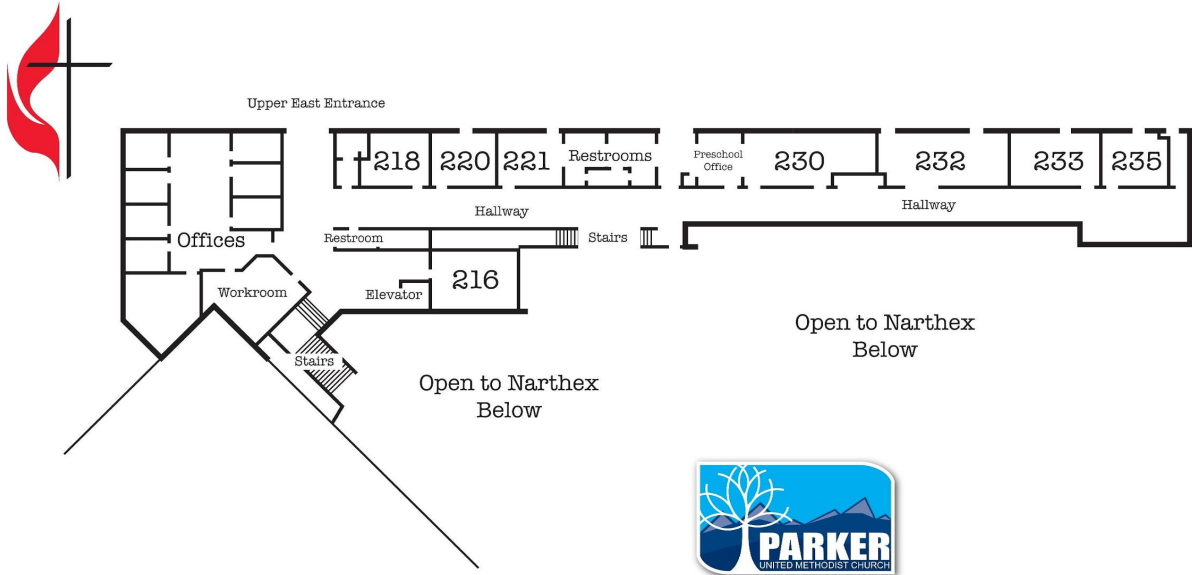 Upper East Entrance
218
220
221
Restrooms
Preschool
Office
230
232
233
235
Hallway
Hallway
Offices
Restroom
Stairs
216
Workroom
Elevator
Stairs
Open to Narthex
Below
Open to Narthex
Below
PARKER
UNITED METHODIST CHURCH